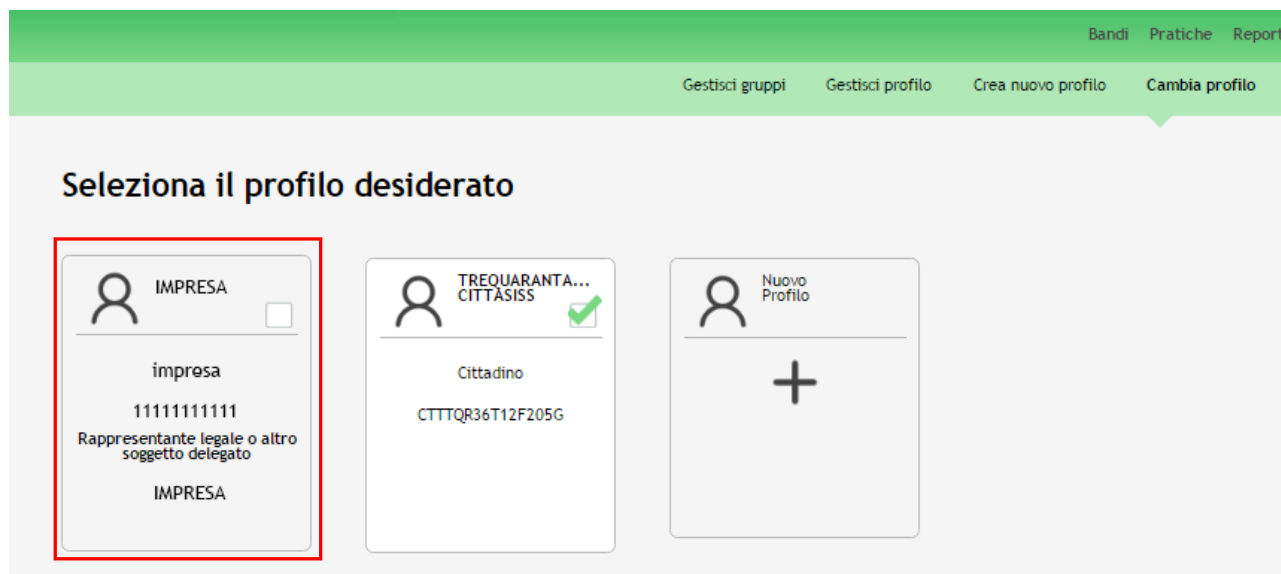 Bandi Pratiche Report
Gestisci gruppi Gestisci profilo Crea nuovo profilo Cambia profilo
Seleziona il profilo desiderato
IMPRESA
impresa
11111111111
Rappresentante legale o altro
soggetto delegato
IMPRESA
TREQUARANTA...
CITTASISS
Cittadino
CTTTQR36T12F205G
Nuovo
Profilo